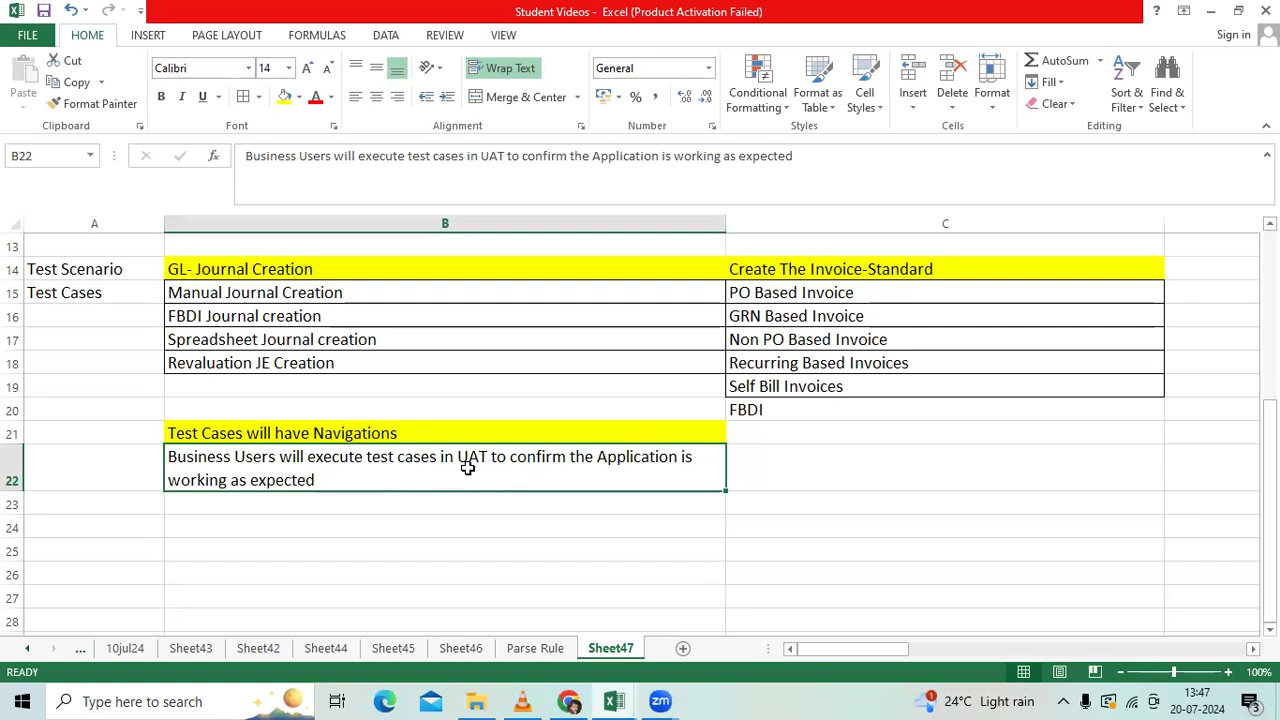 Student Videos - Excel (Product Activation Failed)
?
FILE HOME INSERT PAGE LAYOUT FORMULAS DATA REVIEW VIEW Sign in
Paste
Cut
Copy
Format Painter
Clipboard
Calibri 14
B I U
Font
Wrap Text
Merge & Center
Alignment
General
%
Number
Conditional Formatting
Format as Table
Cell Styles
Styles
Insert
Delete
Format
Cells
AutoSum
Fill
Clear
Sort & Filter
Find & Select
Editing
B22 fx Business Users will execute test cases in UAT to confirm the Application is working as expected
A B C
13
14 Test Scenario GL- Journal Creation Create The Invoice-Standard
15 Test Cases Manual Journal Creation PO Based Invoice
16 FBDI Journal creation GRN Based Invoice
17 Spreadsheet Journal creation Non PO Based Invoice
18 Revaluation JE Creation Recurring Based Invoices
19 Self Bill Invoices
20 FBDI
21 Test Cases will have Navigations
Business Users will execute test cases in UAT to confirm the Application is
22 working as expected
23
24
25
26
27
28
... 10jul24 Sheet43 Sheet42 Sheet44 Sheet45 Sheet46 Parse Rule Sheet47
READY 100%
Type here to search
zm
1
24°C Light rain
13:47
20-07-2024
3